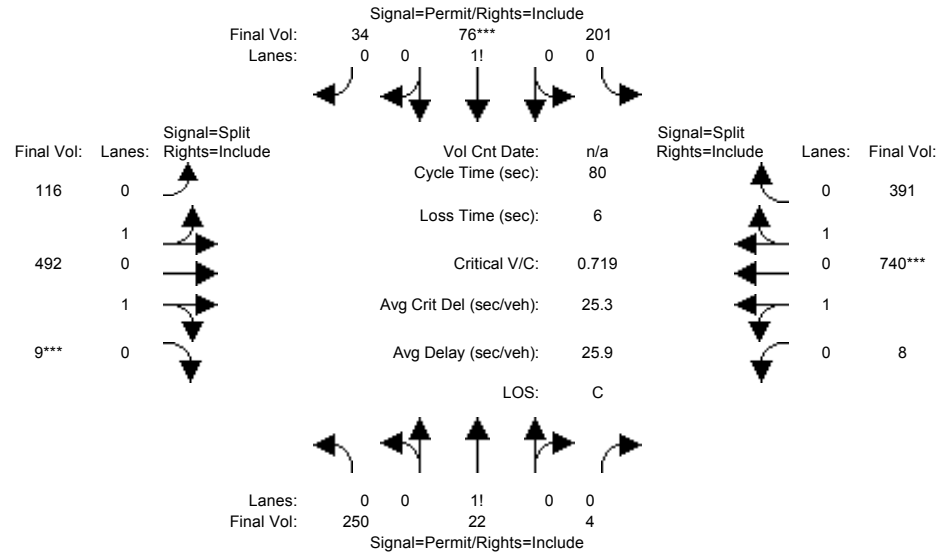 Signal=Permit/Rights=Include
Final Vol: 34 76*** 201
Lanes: 0 0 1! 0 0
Signal=Split Signal=Split
Final Vol: Lanes: Rights=Include Vol Cnt Date: n/a Rights=Include Lanes: Final Vol:
Cycle Time (sec): 80
116 0 0 391
Loss Time (sec): 6
1 1
492 0 Critical V/C: 0.719 0 740***
1 Avg Crit Del (sec/veh): 25.3 1
9*** 0 Avg Delay (sec/veh): 25.9 0 8
LOS: C
Lanes: 0 0 1! 0 0
Final Vol: 250 22 4
Signal=Permit/Rights=Include